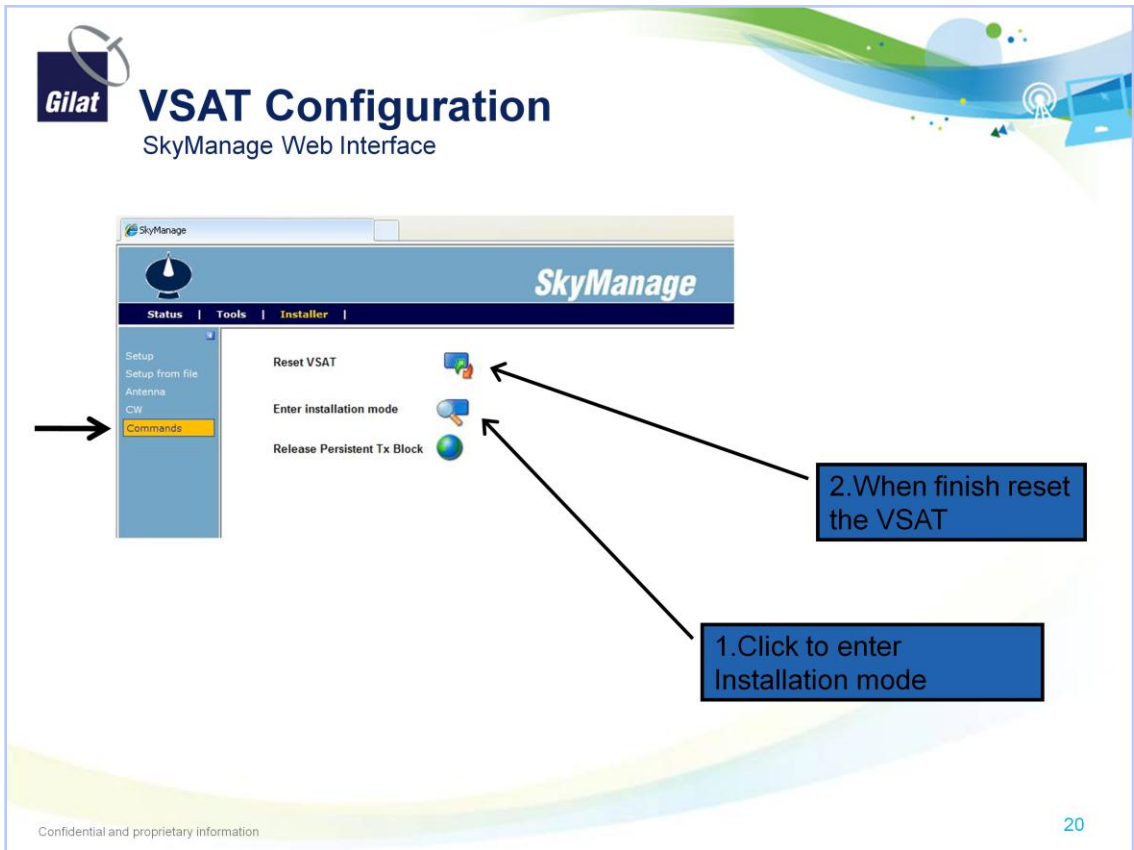 Gilat
VSAT Configuration
SkyManage Web Interface
SkyManage
SkyManage
Status | Tools | Installer |
Setup
Setup from file
Antenna
CW
Commands
Reset VSAT
Enter installation mode
Release Persistent Tx Block
2.When finish reset
the VSAT
1.Click to enter
Installation mode
Confidential and proprietary information
20